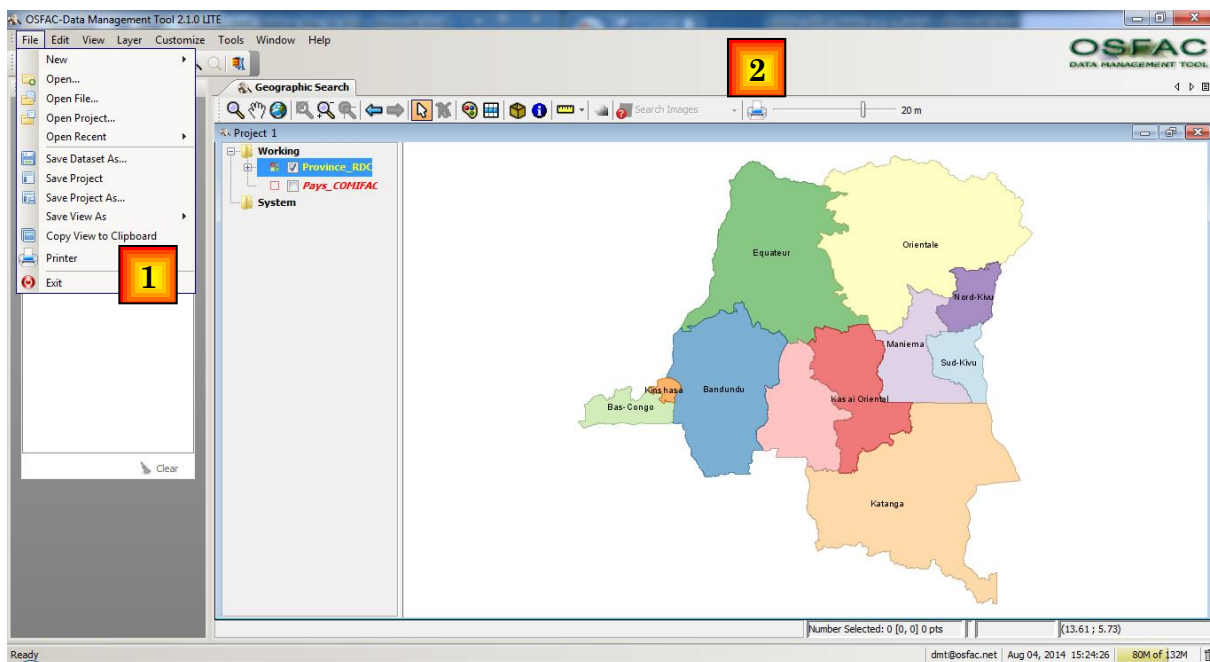 OSFAC-Data Management Tool 2.1.0 LITE
File Edit View Layer Customize Tools Window Help
OSFAC
DATA MANAGEMENT TOOL
New
Open...
Open File...
Open Project...
Open Recent
Save Dataset As...
Save Project
Save Project As...
Save View As
Copy View to Clipboard
Printer
Exit
1
2
Clear
Geographic Search
Search Images
20 m
Project 1
Working
Province_RDC
Pays_COMIFAC
System
Equateur
Orientale
Nord-Kivu
Maniema
Sud-Kivu
Kinshasa
Bandundu
Kasai Oriental
Bas-Congo
Katanga
Number Selected: 0 [0, 0] 0 pts
(13.61 ; 5.73)
Ready
dmt@osfac.net Aug 04, 2014 15:24:26 80M of 132M